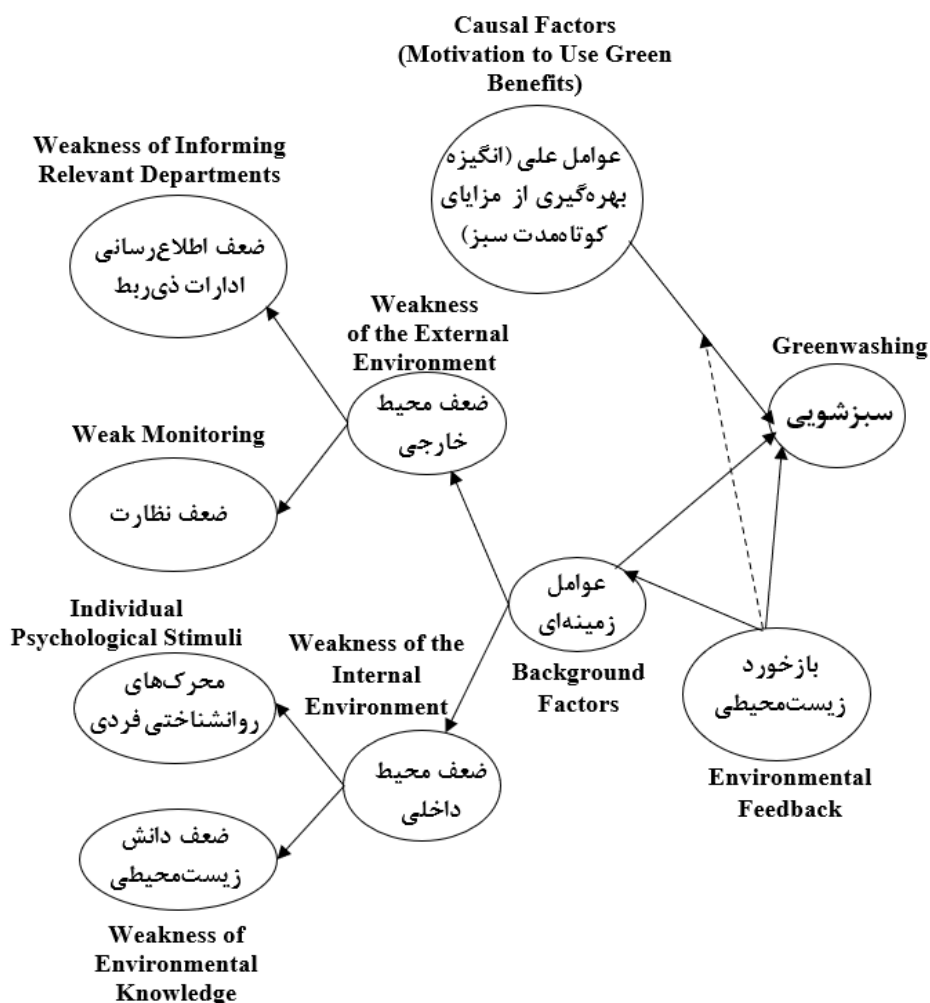 Causal Factors
(Motivation to Use Green
Benefits)
عوامل علی (انگیزه
بهره‌گیری از مزایای
کوتاه‌مدت سبز)
Weakness of Informing
Relevant Departments
ضعف اطلاع‌رسانی
ادارات ذی‌ربط
Weakness
of the External
Environment
ضعف محیط
خارجی
Greenwashing
سبزشویی
Weak Monitoring
ضعف نظارت
عوامل
زمینه‌ای
Background
Factors
Individual
Psychological Stimuli
محرک‌های
روانشناختی فردی
Weakness of the
Internal
Environment
ضعف محیط
داخلی
بازخورد
زیست‌محیطی
Environmental
Feedback
ضعف دانش
زیست‌محیطی
Weakness of
Environmental
Knowledge